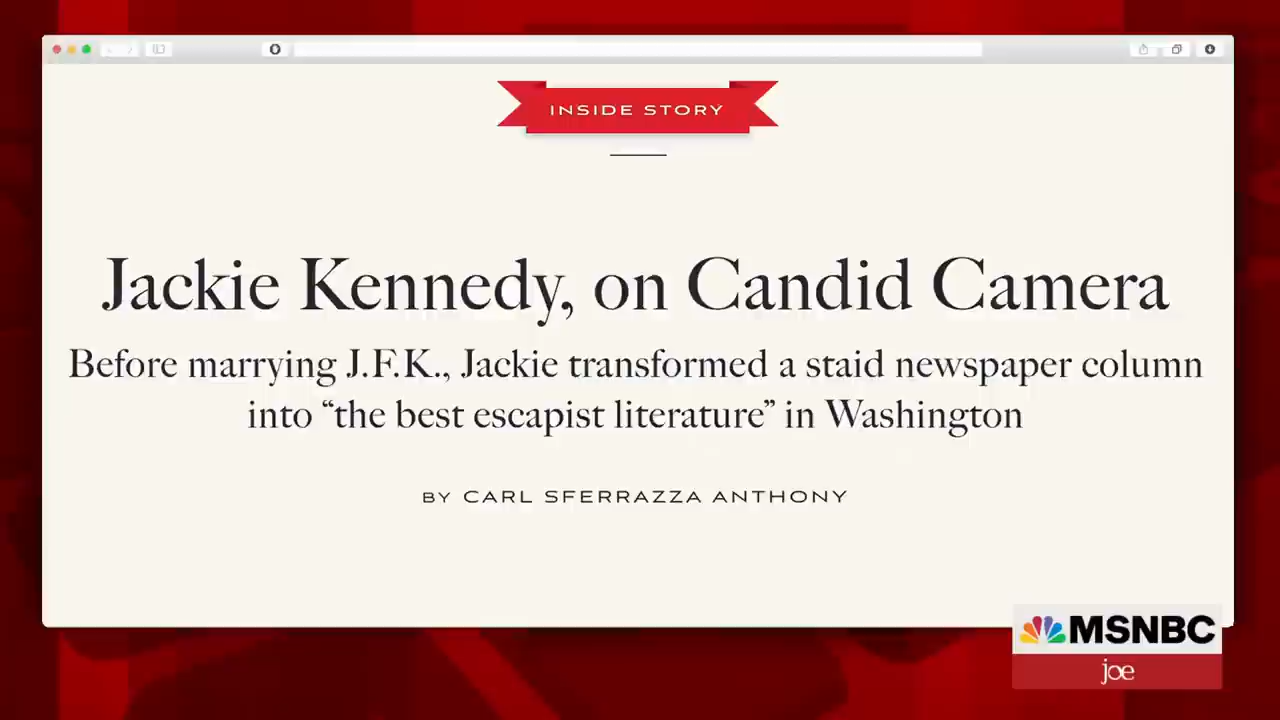 INSIDE STORY
Jackie Kennedy, on Candid Camera
Before marrying J.F.K., Jackie transformed a staid newspaper column
into “the best escapist literature” in Washington
BY CARL SFERRAZZA ANTHONY
MSNBC
joe